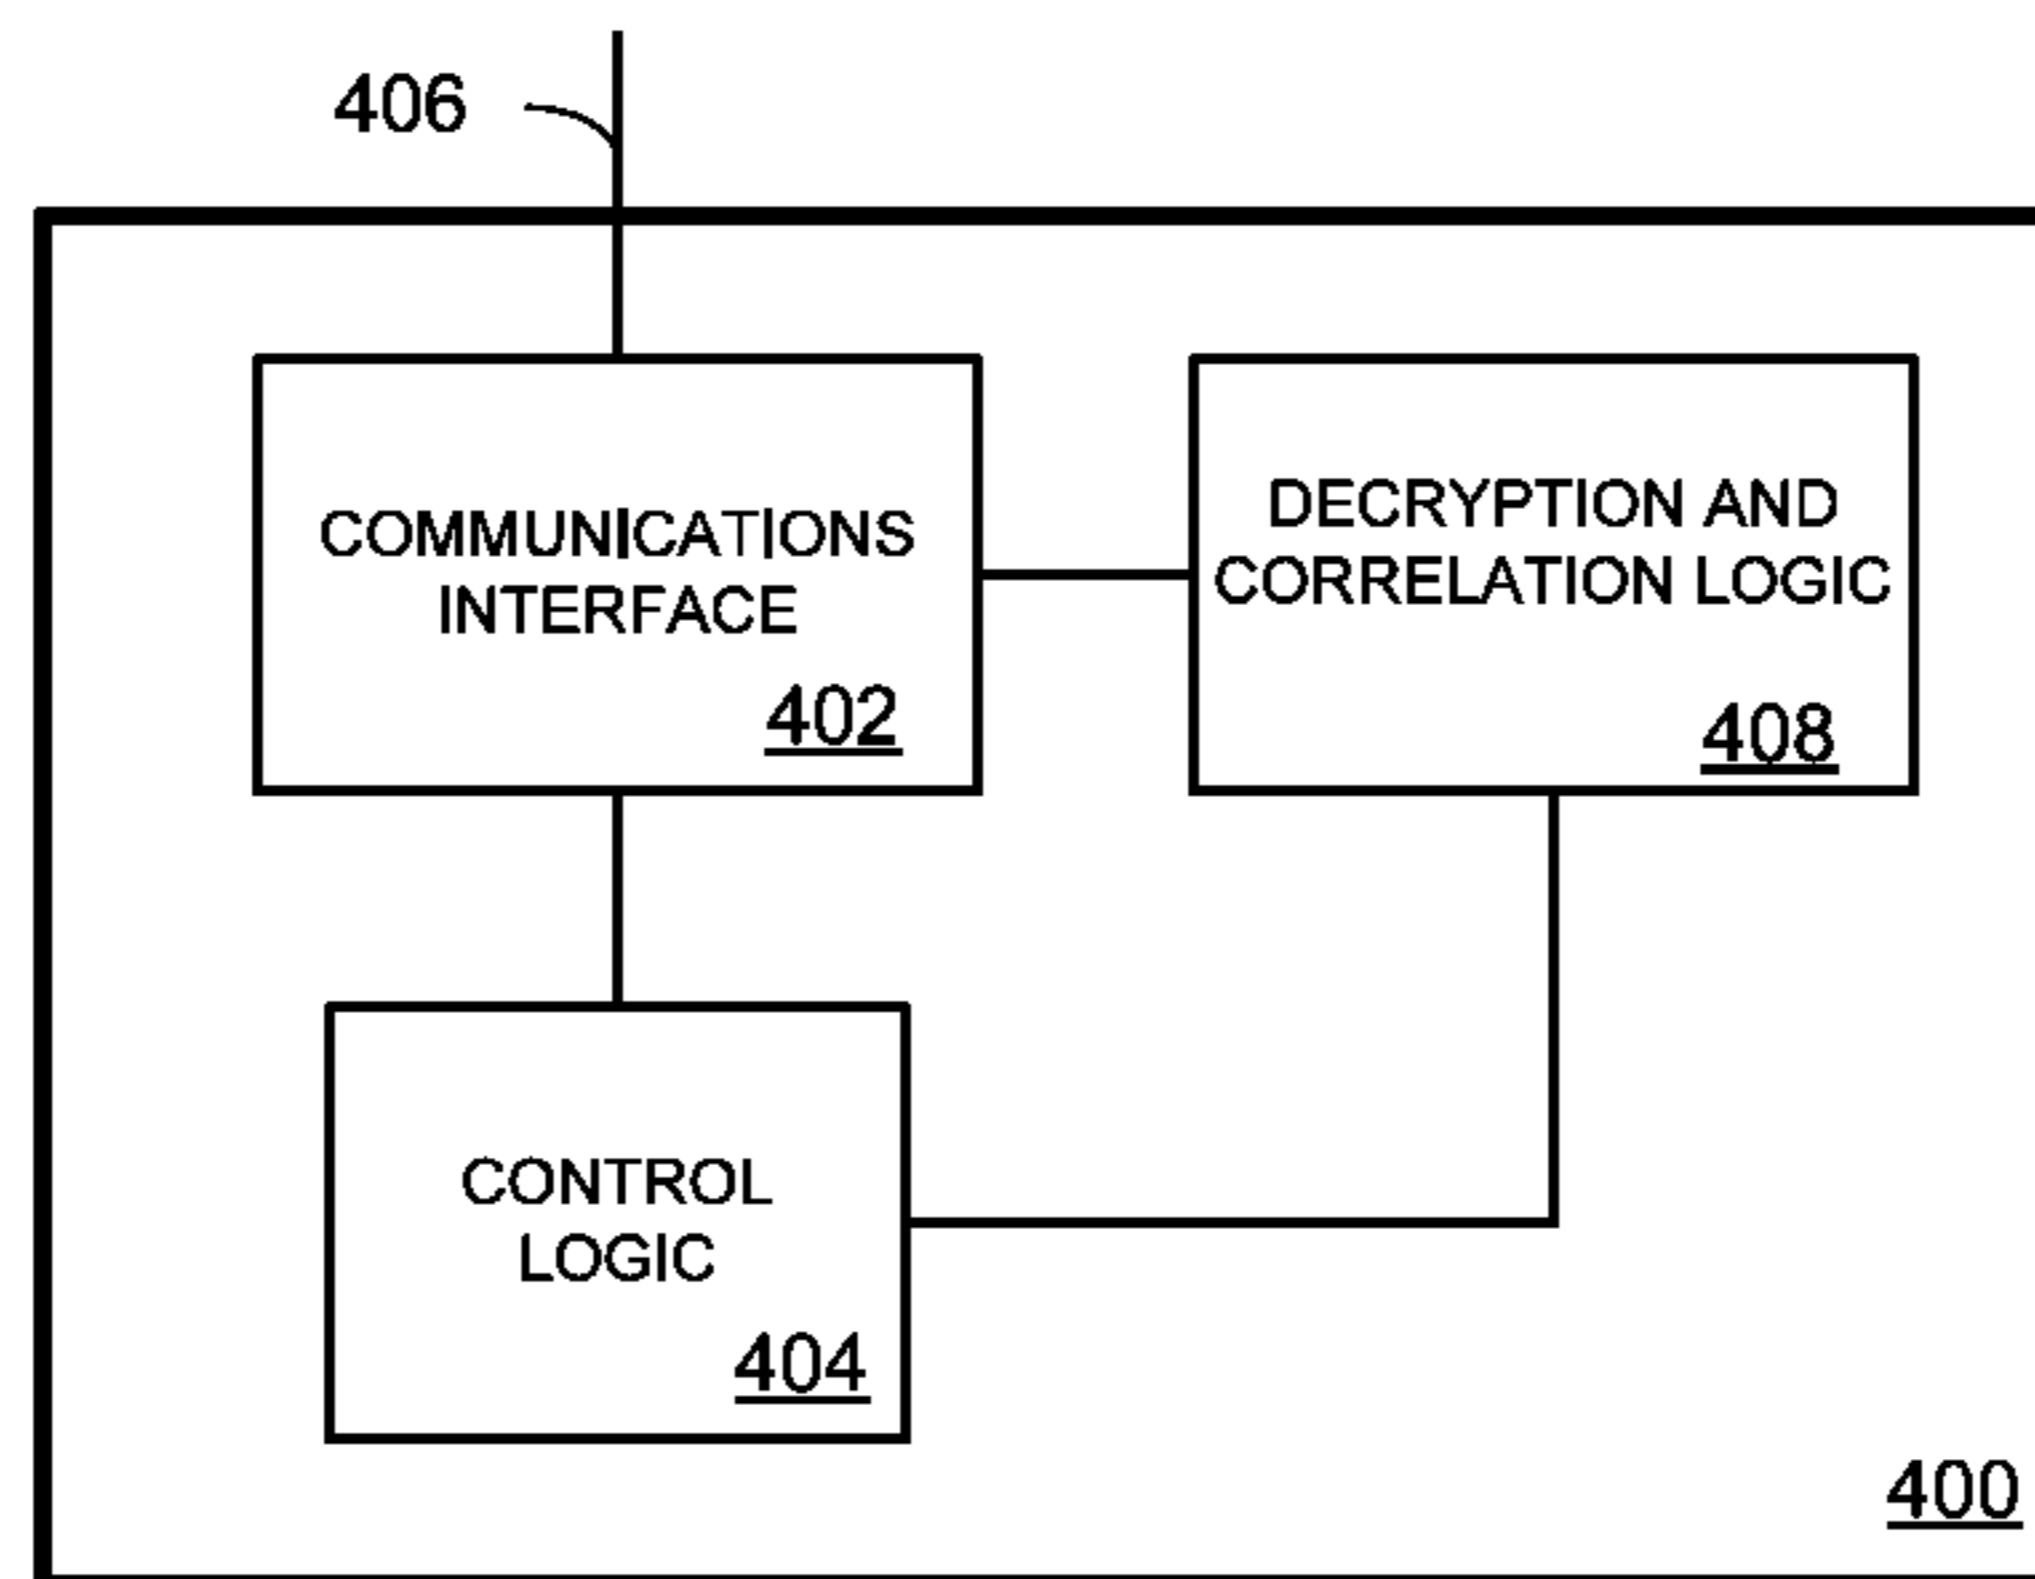 406
COMMUNICATIONS
INTERFACE
402
DECRYPTION AND
CORRELATION LOGIC
408
CONTROL
LOGIC
404
400